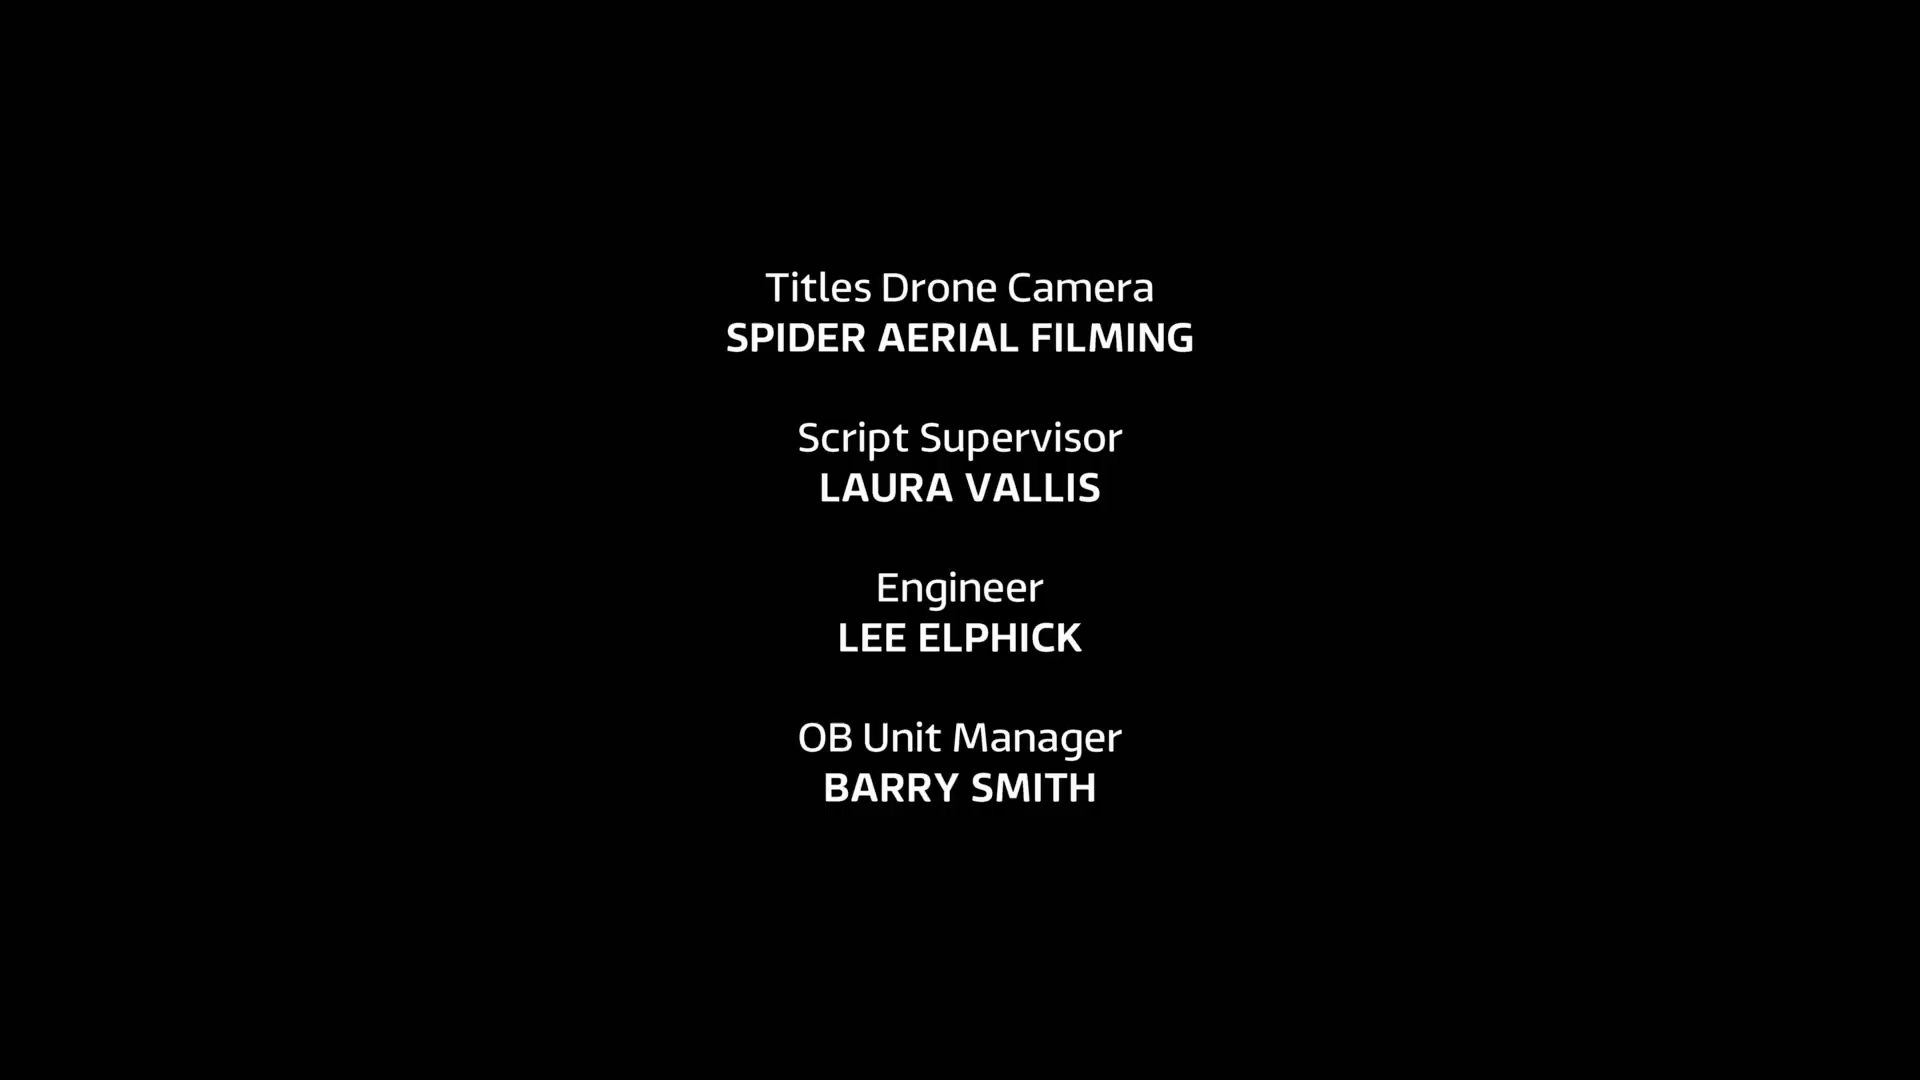 Titles Drone Camera
SPIDER AERIAL FILMING
Script Supervisor
LAURA VALLIS
Engineer
LEE ELPHICK
OB Unit Manager
BARRY SMITH